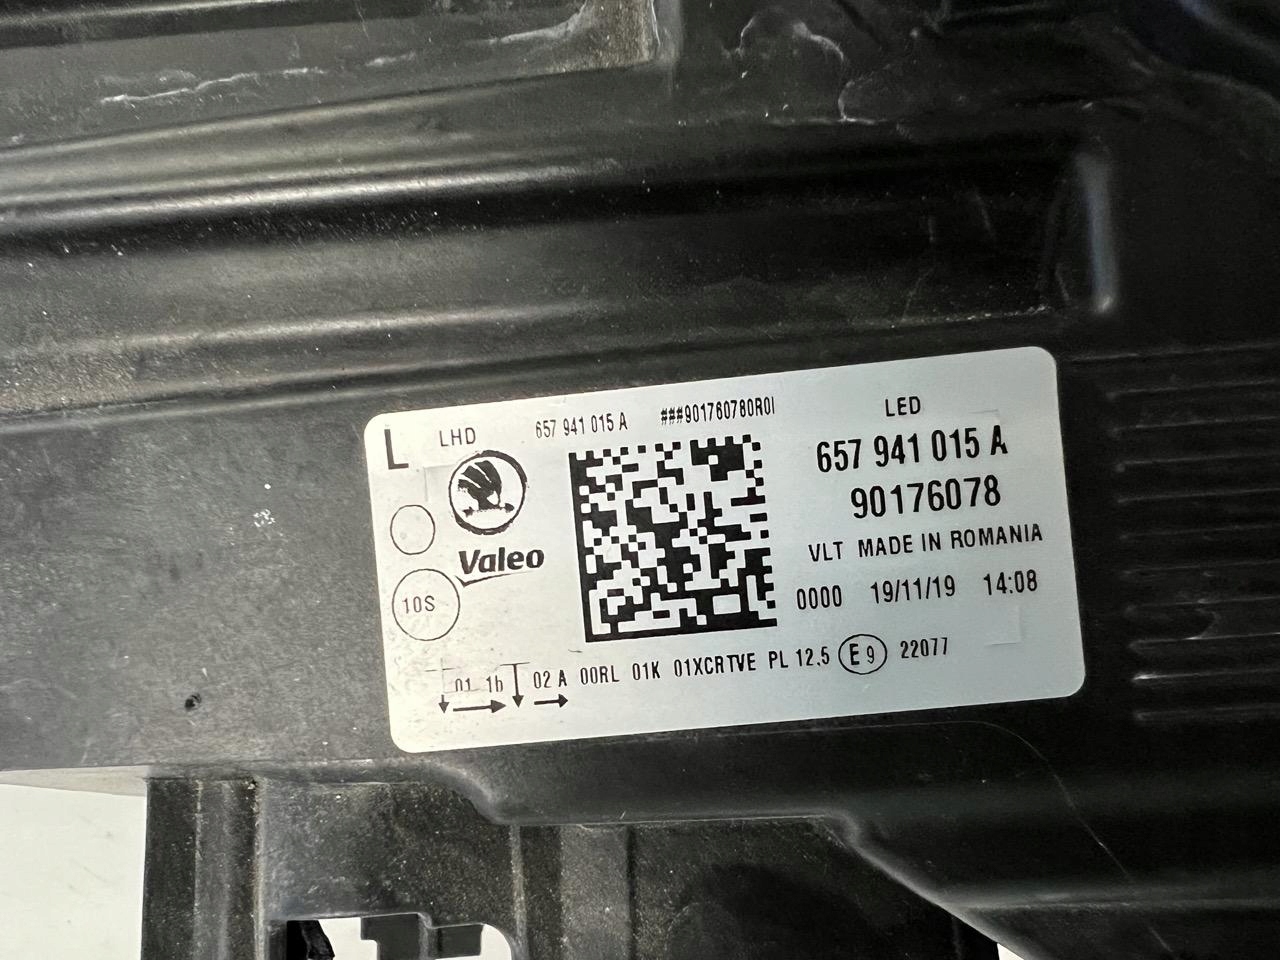 L LHD 657 941 015 A ###901760780R01 LED
657 941 015 A
90176078
Valeo
VLT MADE IN ROMANIA
10S
0000 19/11/19 14:08
01 1b 02 A 00RL 01K 01XCRTVE PL 12,5 E9 22077